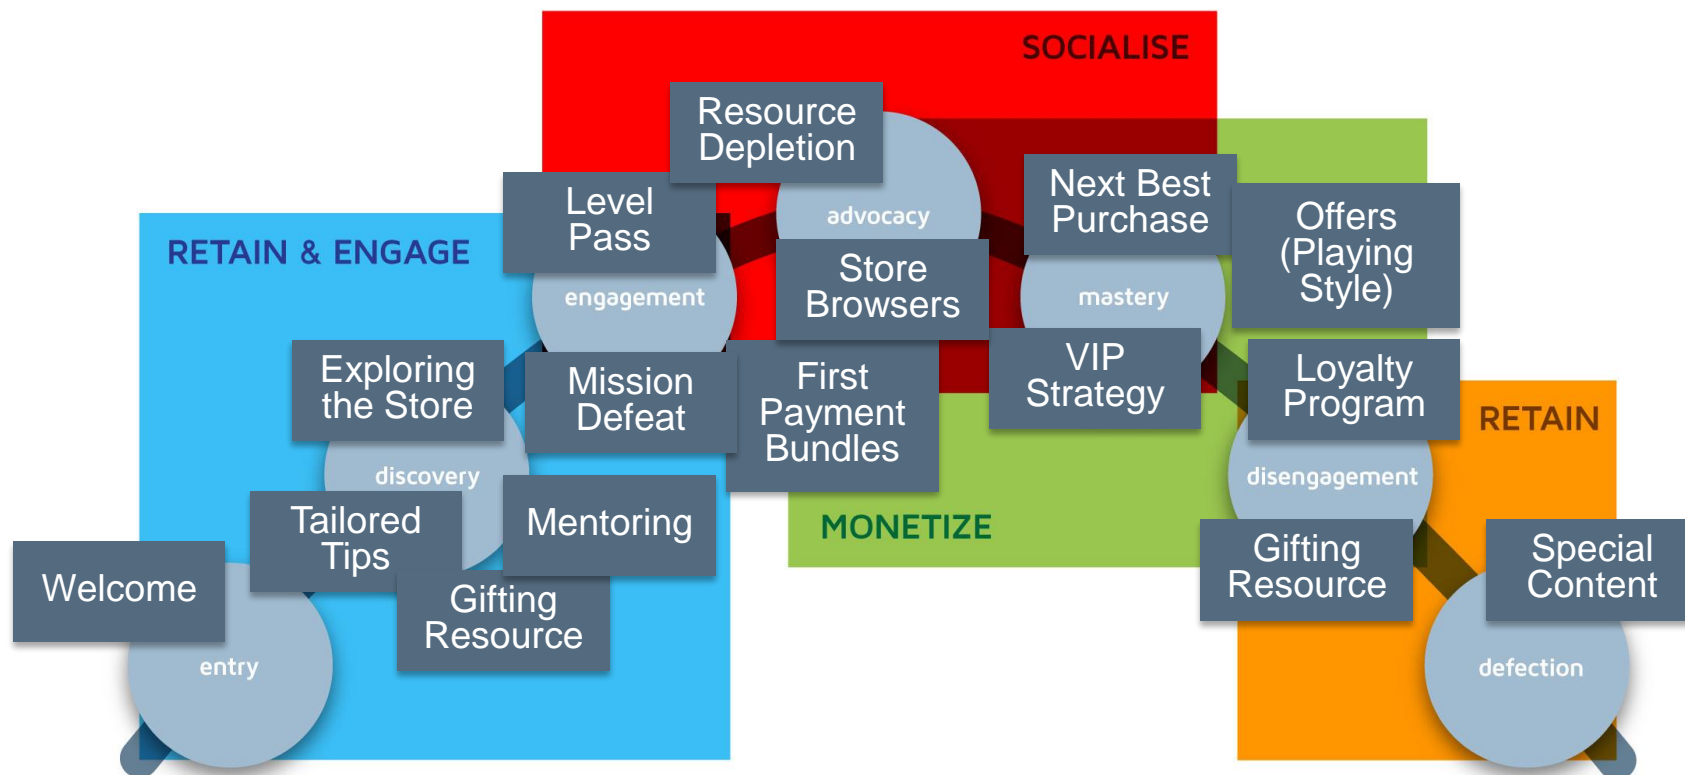 SOCIALISE
Resource
Depletion
advocacy
Level
Pass
Next Best
Purchase
Offers
(Playing
Style)
RETAIN & ENGAGE
engagement
Store
Browsers
mastery
Exploring
the Store
Mission
Defeat
First
Payment
Bundles
VIP
Strategy
Loyalty
Program
RETAIN
discovery
disengagement
Tailored
Tips
Mentoring
MONETIZE
Gifting
Resource
Special
Content
Welcome
Gifting
Resource
entry
defection